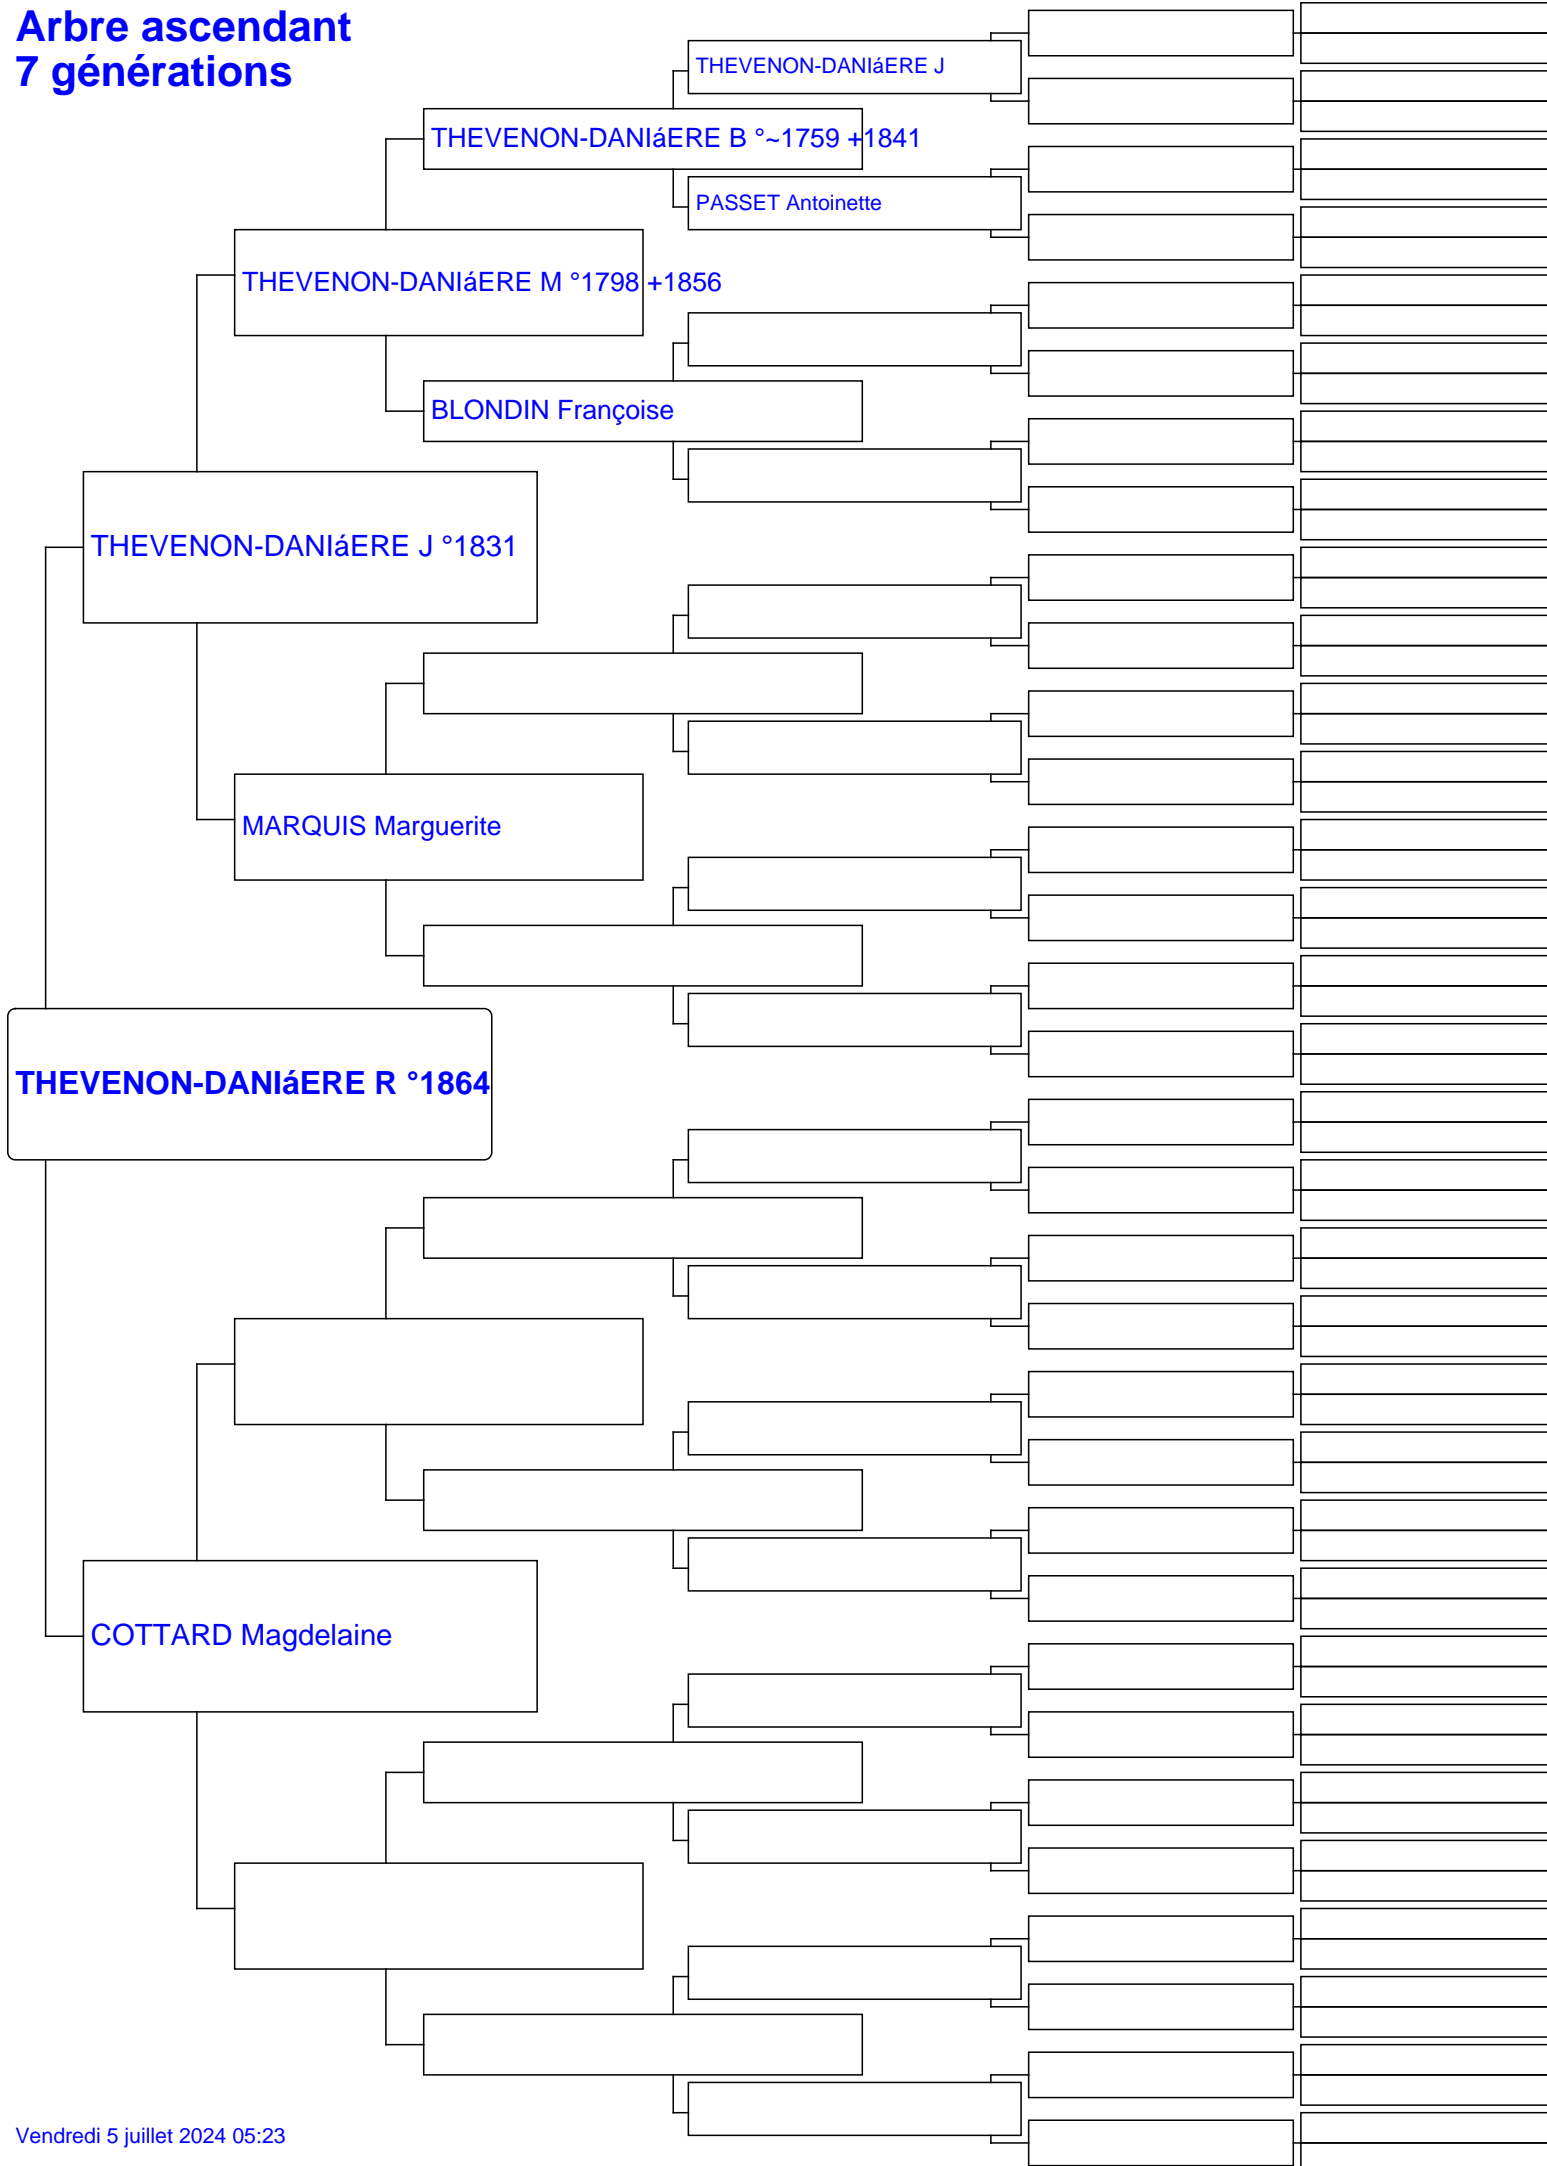 Arbre ascendant
7 générations
THEVENON-DANIáERE J
THEVENON-DANIáERE B °~1759 +1841
PASSET Antoinette
THEVENON-DANIáERE M °1798 +1856
BLONDIN Françoise
THEVENON-DANIáERE J °1831
MARQUIS Marguerite
THEVENON-DANIáERE R °1864
COTTARD Magdelaine
Vendredi 5 juillet 2024 05:23